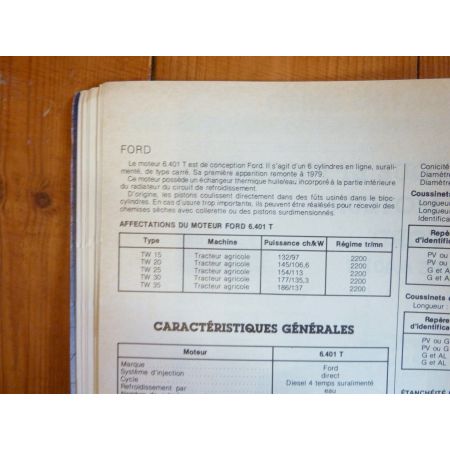 FORD
Le moteur 6.401 T est de conception Ford. Il s'agit d'un 6 cylindres en ligne, surali-
menté, de type carré. Sa première apparition remonte à 1979.
Ce moteur possède un échangeur thermique huile/eau incorporé à la partie inférieure
du radiateur du circuit de refroidissement.
D'origine, les pistons coulissent directement dans des fûts usinés dans le bloc-
cylindres. En cas d'usure trop importante, ils peuvent être réalésés pour recevoir des
chemises sèches avec collerette ou des pistons surdimensionnés.
AFFECTATIONS DU MOTEUR FORD 6.401 T
Type Machine Puissance ch&W Régime tr/mn
TW 15 Tracteur agricole 132/97 2200
TW 20 Tracteur agricole 145/106,6 2200
TW 25 Tracteur agricole 154/113 2200
TW 30 Tracteur agricole 177/135,3 2200
TW 35 Tracteur agricole 186/137 2200
CARACTÉRISTIQUES GÉNÉRALES
Moteur 6.401 T
Marque Ford
Système d'injection direct
Cycle Diesel 4 temps suralimenté
Refroidissement par eau
Conicité
Diamètr
Diamètr
Coussinets
Longueur
Longueur
Identificat
Repè
d'identifi
PV ou
PV ou
G et A
Coussinets
Longueur :
Repère
d'identifica
PV ou G
PV ou G
G et AL
G et AL
ÉTANCHÉITÉ